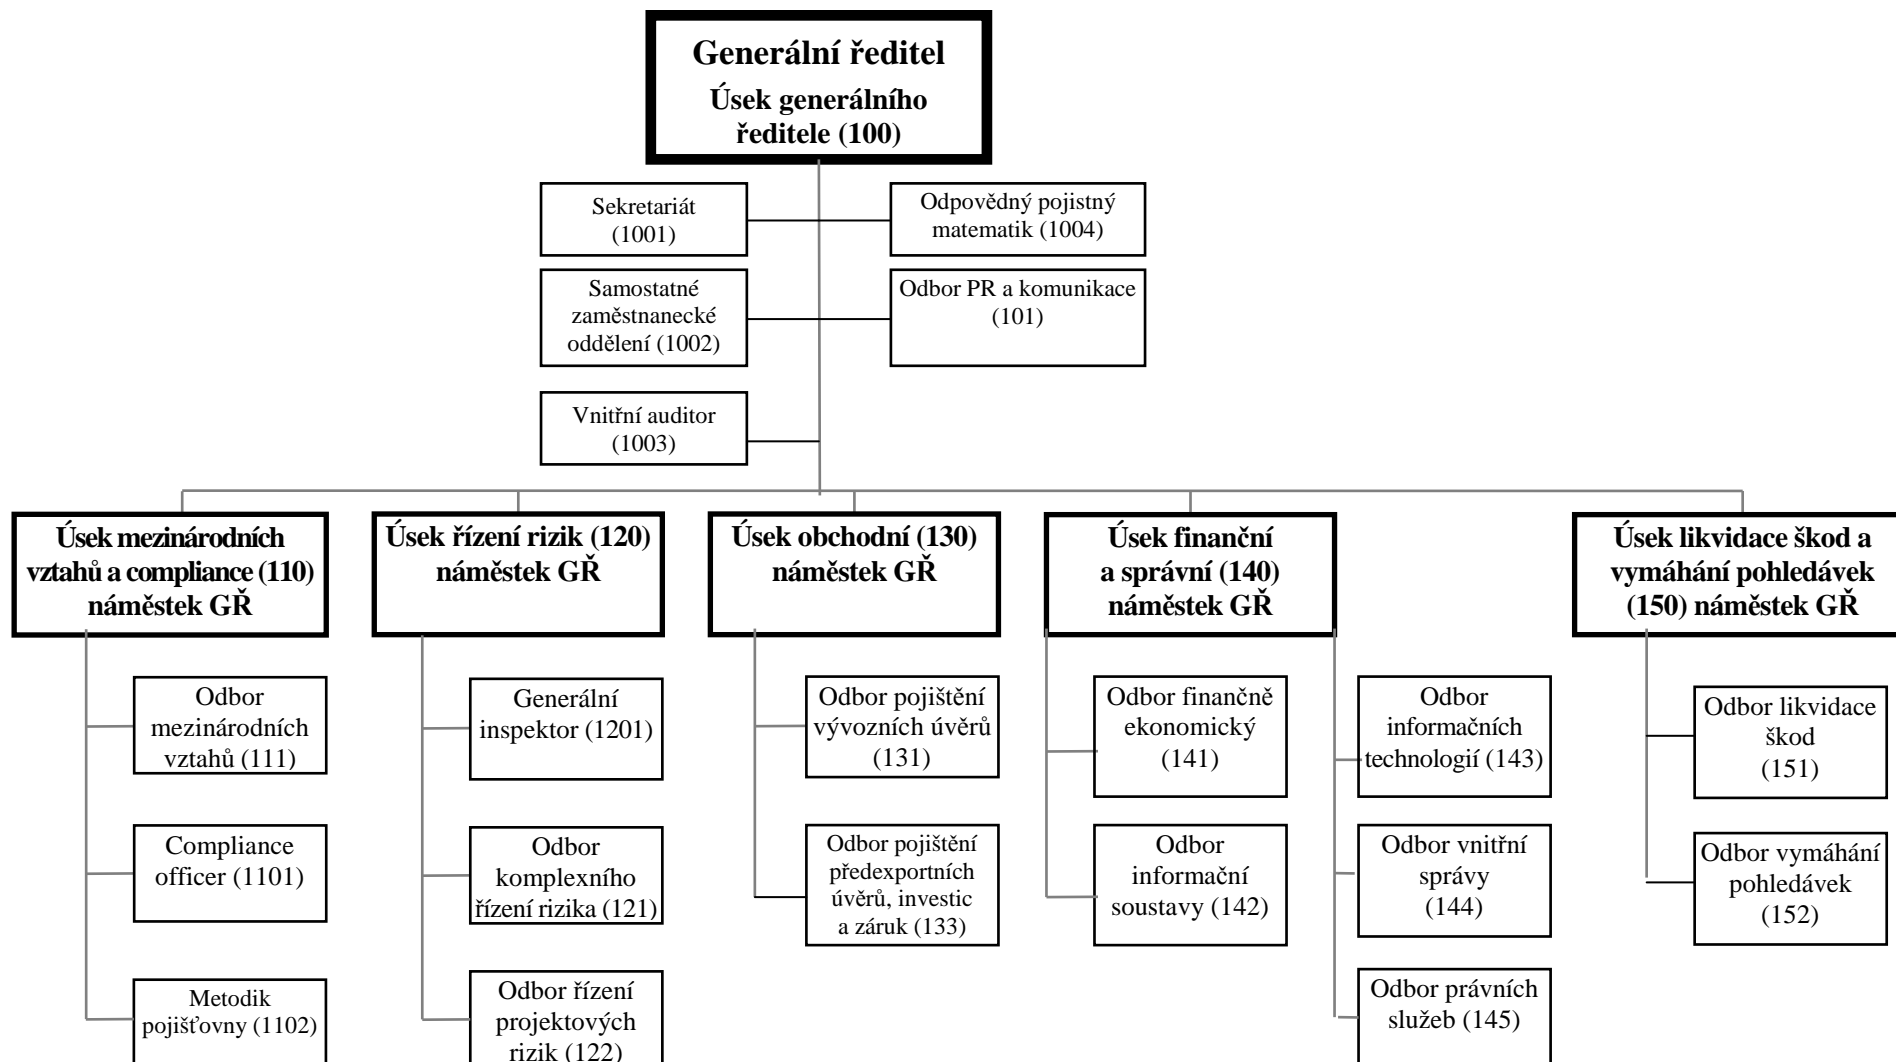 Generální ředitel
Úsek generálního
ředitele (100)
Sekretariát
(1001)
Odpovědný pojistný
matematik (1004)
Samostatné
zaměstnanecké
oddělení (1002)
Odbor PR a komunikace
(101)
Vnitřní auditor
(1003)
Úsek mezinárodních
vztahů a compliance (110)
náměstek GŘ
Úsek řízení rizik (120)
náměstek GŘ
Úsek obchodní (130)
náměstek GŘ
Úsek finanční
a správní (140)
náměstek GŘ
Úsek likvidace škod a
vymáhání pohledávek
(150) náměstek GŘ
Odbor
mezinárodních
vztahů (111)
Generální
inspektor (1201)
Odbor pojištění
vývozních úvěrů
(131)
Odbor finančně
ekonomický
(141)
Odbor
informačních
technologií (143)
Odbor likvidace
škod
(151)
Compliance
officer (1101)
Odbor
komplexního
řízení rizika (121)
Odbor pojištění
předexportních
úvěrů, investic
a záruk (133)
Odbor
informační
soustavy (142)
Odbor vnitřní
správy
(144)
Odbor vymáhání
pohledávek
(152)
Metodik
pojišťovny (1102)
Odbor řízení
projektových
rizik (122)
Odbor právních
služeb (145)